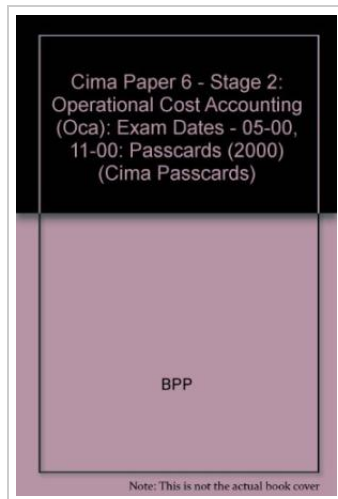 Cima Paper 6 - Stage 2:
Operational Cost Accounting
(Oca): Exam Dates - 05-00,
11-00: Passcards (2000)
(Cima Passcards)
BPP
Note: This is not the actual book cover